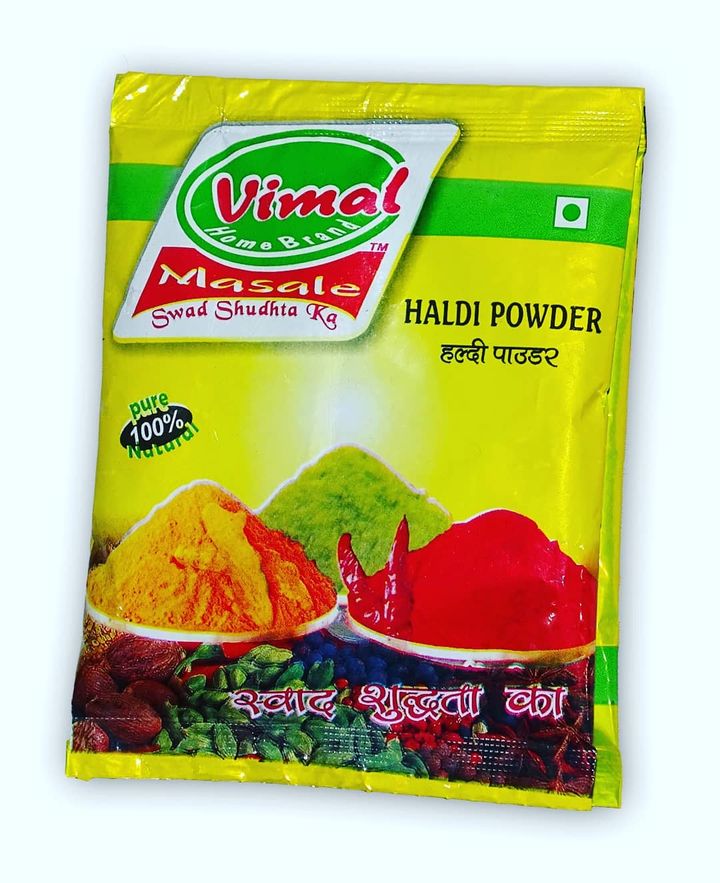 Vimal
Home Brand
TM
Masale
Swad Shudhta Ka
HALDI POWDER
हल्दी पाउडर
pure
100%
Natural
स्वाद शुद्धता का